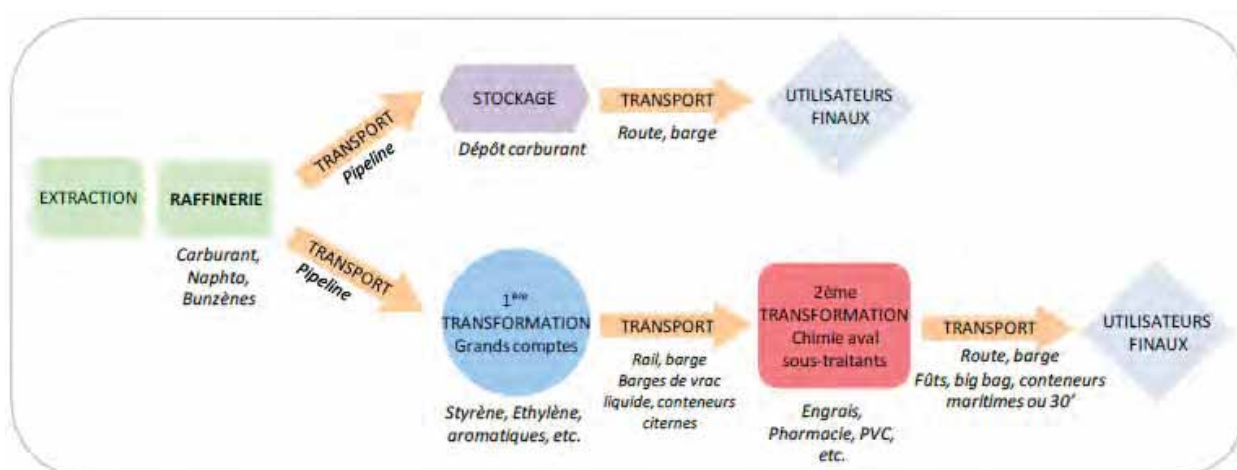 EXTRACTION
RAFFINERIE
Carburant,
Naphta,
Bunzènes
TRANSPORT
Pipeline
STOCKAGE
Dépôt carburant
TRANSPORT
Route, barge
UTILISATEURS
FINAUX
TRANSPORT
Pipeline
1ère
TRANSFORMATION
Grands comptes
Styrène, Ethylène,
aromatiques, etc.
TRANSPORT
Rail, barge
Barges de vrac
liquide, conteneurs
citernes
2ème
TRANSFORMATION
Chimie aval
sous-traitants
Engrais,
Pharmacie, PVC,
etc.
TRANSPORT
Route, barge
Fûts, big bag, conteneurs
maritimes ou 30'
UTILISATEURS
FINAUX